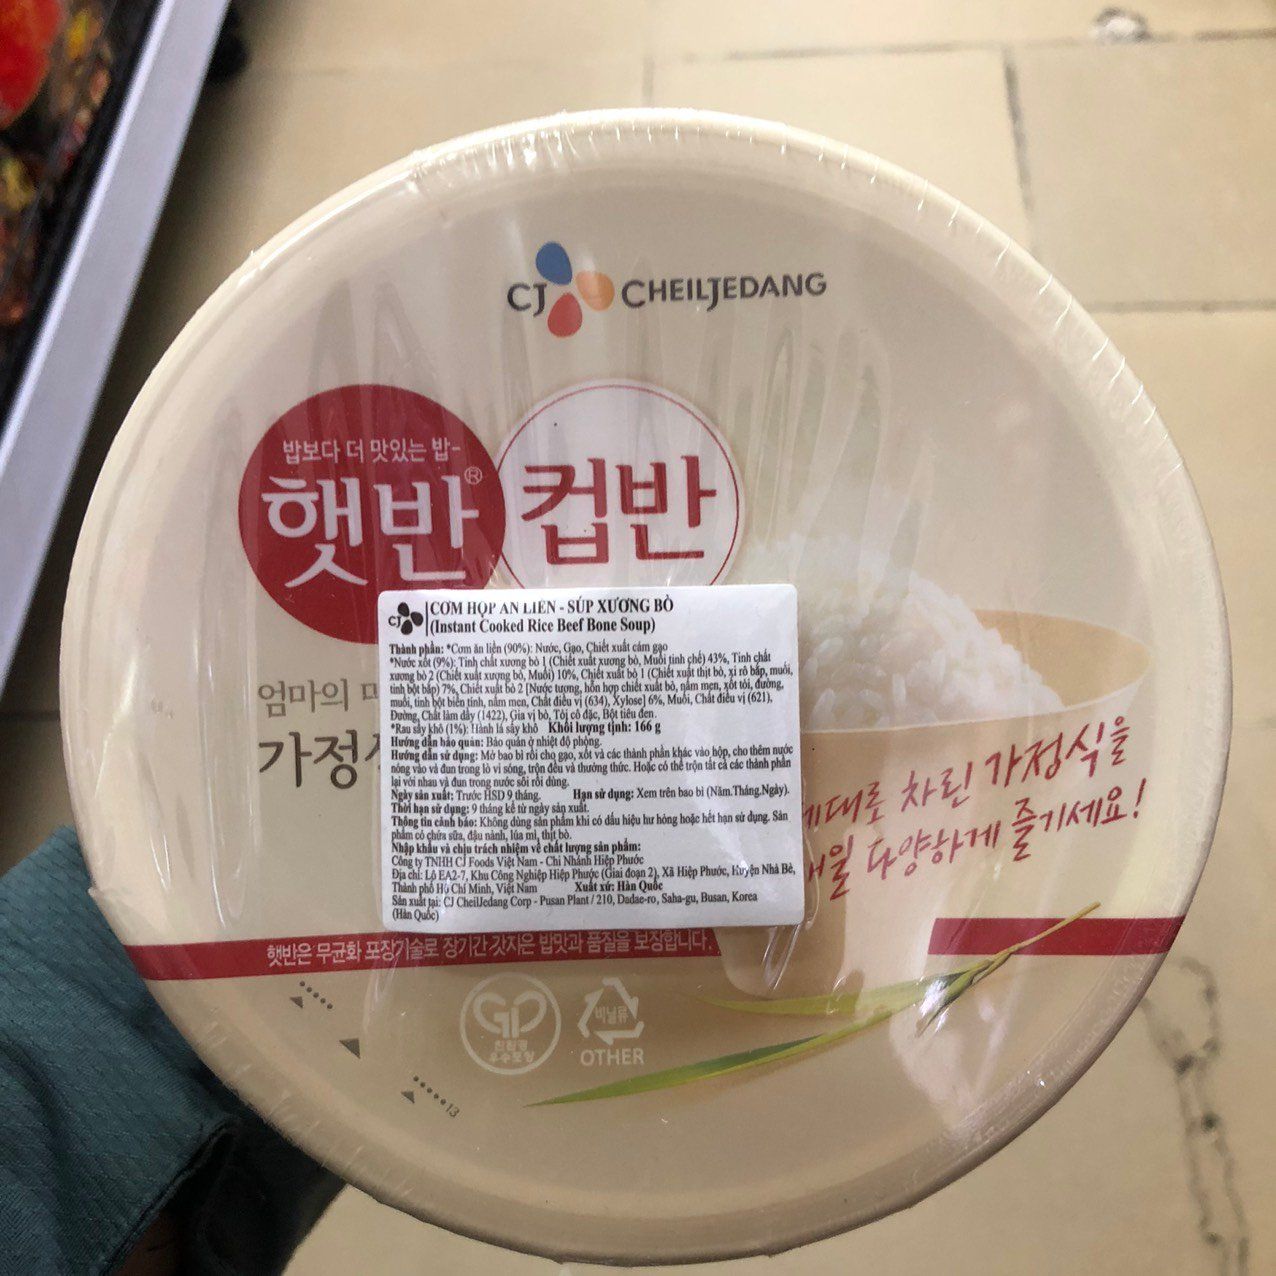 CJ CHEILJEDANG
밥보다 더 맛있는 밥-
햇반®
컵반
엄마의
가정
차린 가정식을
다양하게 즐기세요!
CJ CƠM HỘP ĂN LIỀN - SÚP XƯƠNG BÒ
(Instant Cooked Rice Beef Bone Soup)
Thành phần: *Cơm ăn liền (90%): Nước, Gạo, Chiết xuất cám gạo
*Nước xốt (9%): Tinh chất xương bò 1 (Chiết xuất xương bò, Muối tinh chế) 43%, Tinh chất
xương bò 2 (Chiết xuất xương bò, Muối) 10%, Chiết xuất bò 1 (Chiết xuất thịt bò, xi rô bắp, muối,
tinh bột bắp) 7%, Chiết xuất bò 2 [Nước tương, hỗn hợp chiết xuất bò, nấm men, xốt tỏi, đường,
muối, tinh bột biến tính, nấm men, Chất điều vị (634), Xylose] 6%, Muối, Chất điều vị (621),
Đường, Chất làm dầy (1422), Gia vị bò, Tỏi cô đặc, Bột tiêu đen.
*Rau sấy khô (1%): Hành lá sấy khô Khối lượng tịnh: 166 g
Hướng dẫn bảo quản: Bảo quản ở nhiệt độ phòng.
Hướng dẫn sử dụng: Mở bao bì rồi cho gạo, xốt và các thành phần khác vào hộp, cho thêm nước
nóng vào và đun trong lò vi sóng, trộn đều và thưởng thức. Hoặc có thể trộn tất cả các thành phần
lại với nhau và đun trong nước sôi rồi dùng.
Ngày sản xuất: Trước HSD 9 tháng. Hạn sử dụng: Xem trên bao bì (Năm.Tháng.Ngày).
Thời hạn sử dụng: 9 tháng kể từ ngày sản xuất.
Thông tin cảnh báo: Không dùng sản phẩm khi có dấu hiệu hư hỏng hoặc hết hạn sử dụng. Sản
phẩm có chứa sữa, đậu nành, lúa mì, thịt bò.
Nhập khẩu và chịu trách nhiệm về chất lượng sản phẩm:
Công ty TNHH CJ Foods Việt Nam - Chi Nhánh Hiệp Phước
Địa chỉ: Lô EA2-7, Khu Công Nghiệp Hiệp Phước (Giai đoạn 2), Xã Hiệp Phước, Huyện Nhà Bè,
Thành phố Hồ Chí Minh, Việt Nam Xuất xứ: Hàn Quốc
Sản xuất tại: CJ CheilJedang Corp - Pusan Plant / 210, Dadae-ro, Saha-gu, Busan, Korea
(Hàn Quốc)
햇반은 무균화 포장기술로 장기간 갓지은 밥맛과 품질을 보장합니다.
GP
친환경
우수포장
비닐류
OTHER
13